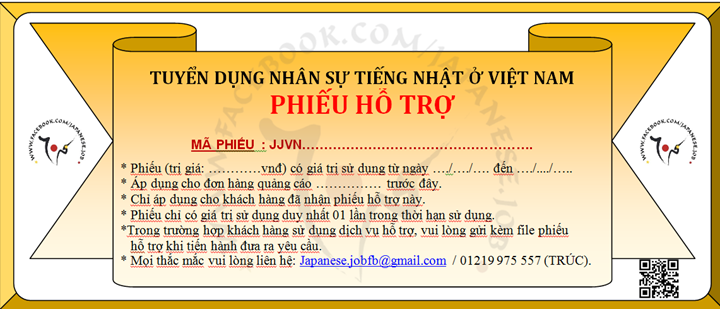 TUYỂN DỤNG NHÂN SỰ TIẾNG NHẬT Ở VIỆT NAM
PHIẾU HỖ TRỢ
MÃ PHIẾU : JJVN……………………………………………
* Phiếu (trị giá: …………vnđ) có giá trị sử dụng từ ngày …/…./…. đến …/..../…..
* Áp dụng cho đơn hàng quảng cáo …………… trước đây.
* Chỉ áp dụng cho khách hàng đã nhận phiếu hỗ trợ này.
* Phiếu chỉ có giá trị sử dụng duy nhất 01 lần trong thời hạn sử dụng.
*Trong trường hợp khách hàng sử dụng dịch vụ hỗ trợ, vui lòng gửi kèm file phiếu
hỗ trợ khi tiến hành đưa ra yêu cầu.
* Mọi thắc mắc vui lòng liên hệ: Japanese.jobfb@gmail.com / 01219 975 557 (TRÚC).
WWW.FACEBOOK.COM/JAPANESE.JOB
WWW.FACEBOOK.COM/JAPANESE.JOB
WWW.FACEBOOK.COM/JAPANESE.JOB